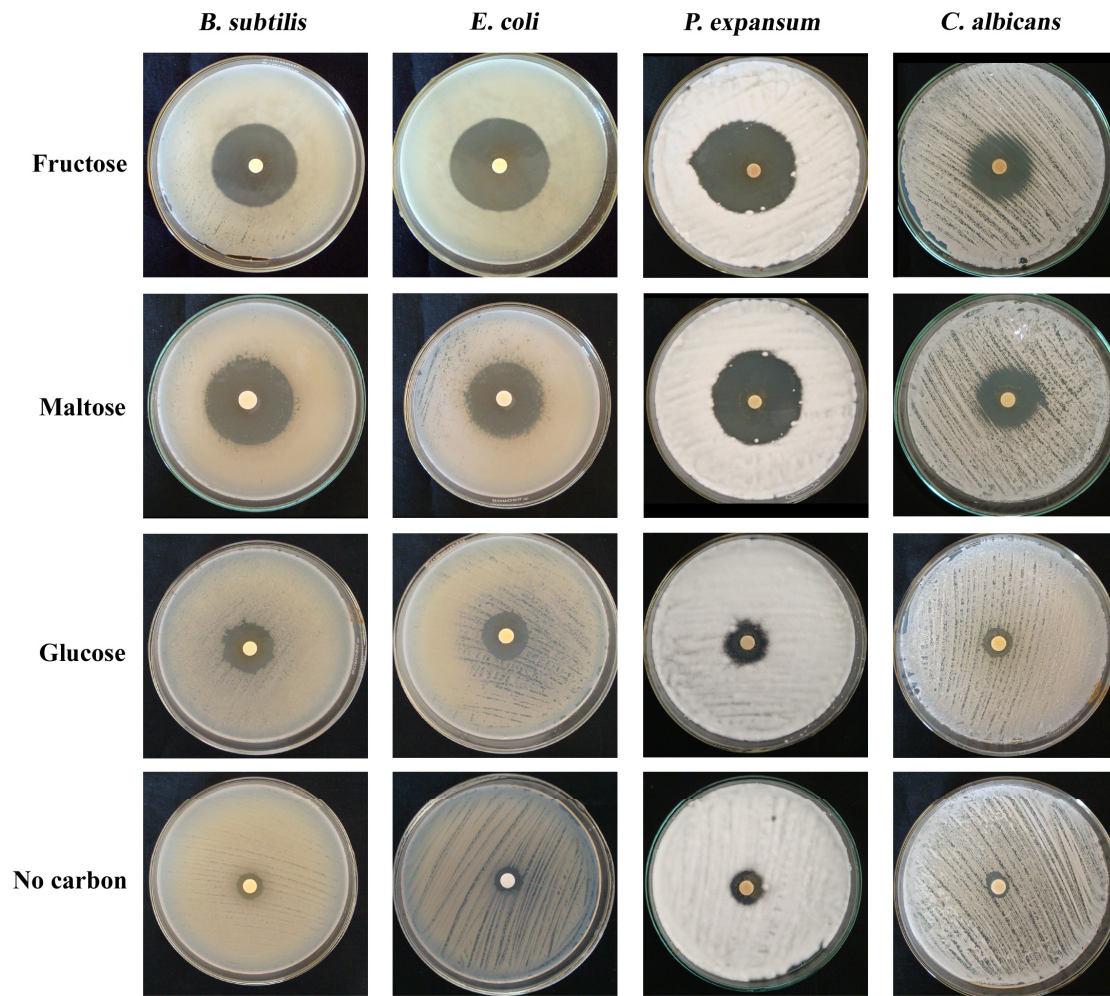 B. subtilis E. coli P. expansum C. albicans
Fructose
Maltose
Glucose
No carbon